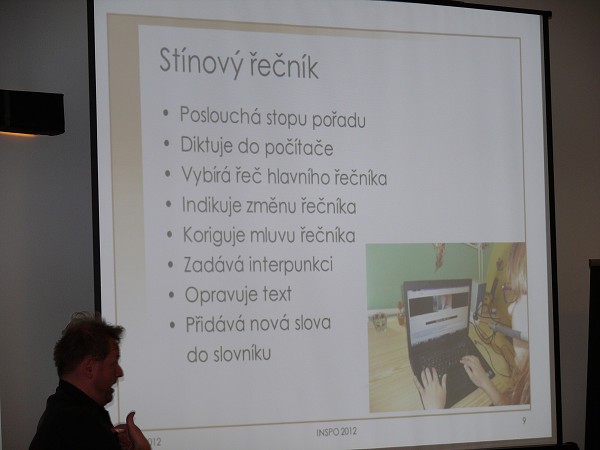 Stínový řečník
• Poslouchá stopu pořadu
• Diktuje do počítače
• Vybírá řeč hlavního řečníka
• Indikuje změnu řečníka
• Koriguje mluvu řečníka
• Zadává interpunkci
• Opravuje text
• Přidává nová slova
do slovníku
012
INSPO 2012
9